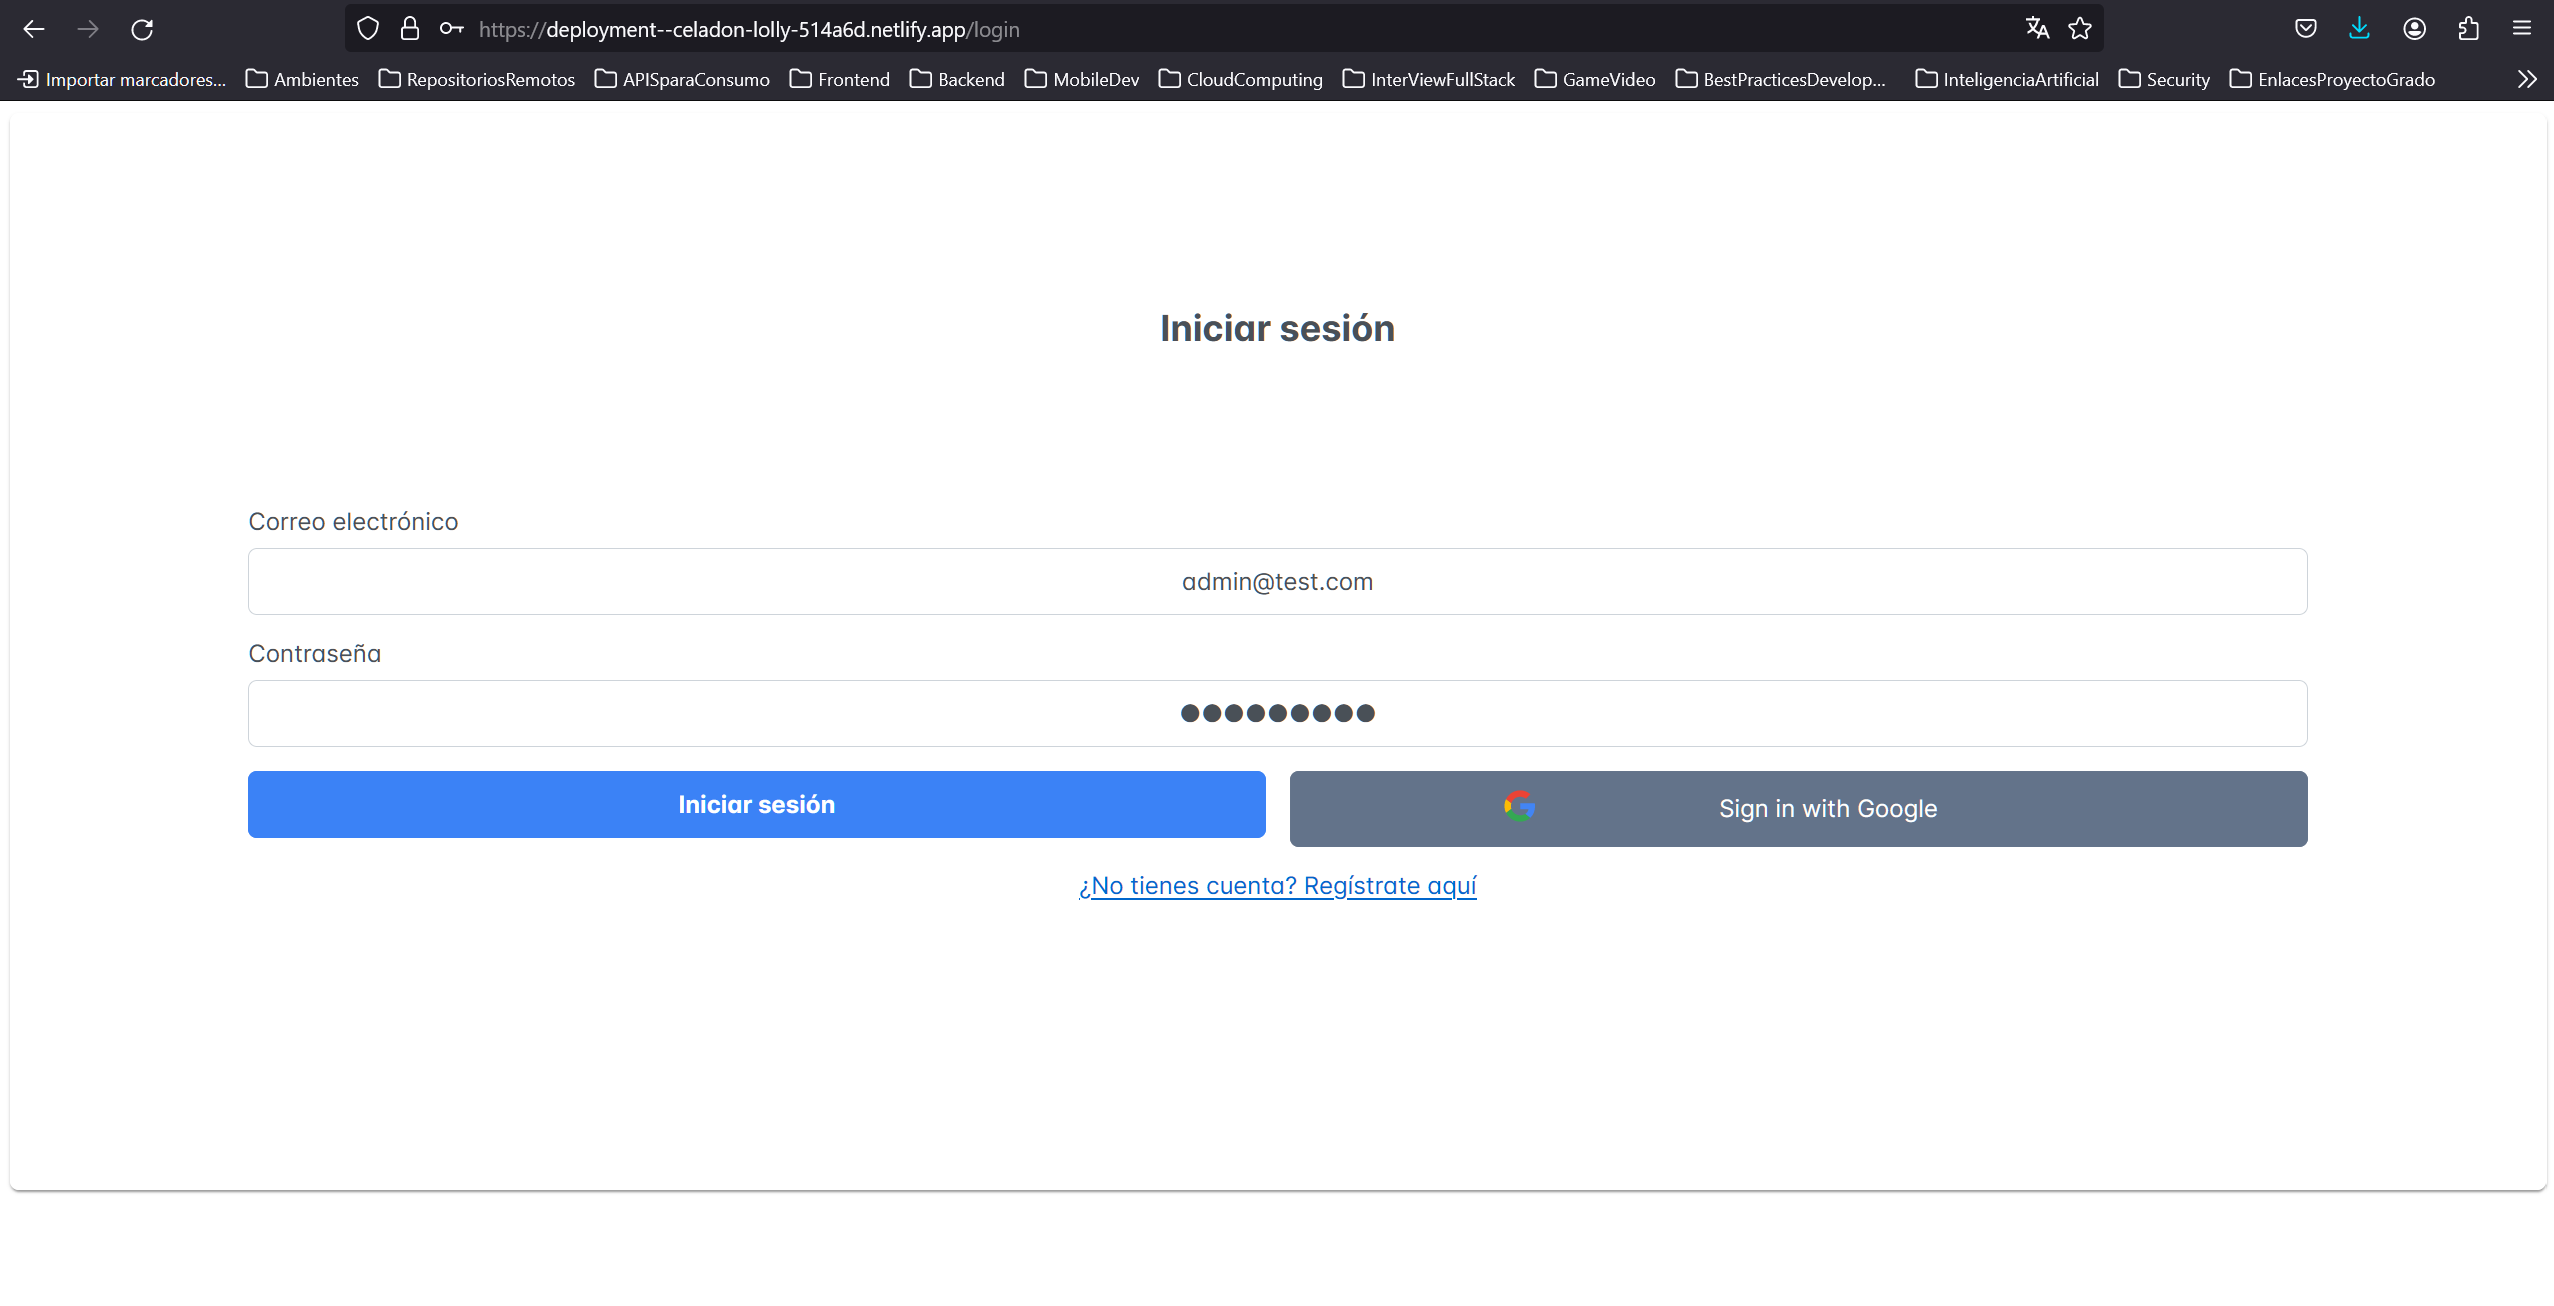 https://deployment--celadon-lolly-514a6d.netlify.app/login
Importar marcadores... Ambientes RepositoriosRemotos APISparaConsumo Frontend Backend MobileDev CloudComputing InterViewFullStack GameVideo BestPracticesDevelop... InteligenciaArtificial Security EnlacesProyectoGrado
Iniciar sesión
Correo electrónico
admin@test.com
Contraseña
Iniciar sesión Sign in with Google
¿No tienes cuenta? Regístrate aquí